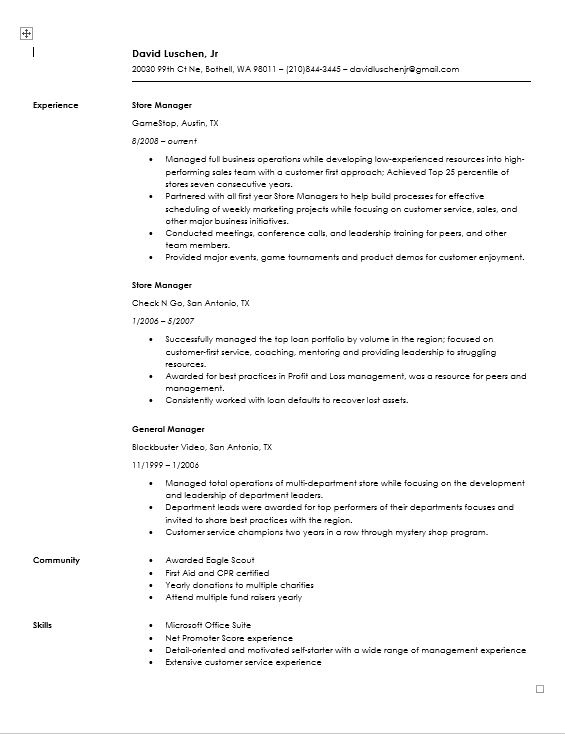 David Luschen, Jr
20030 99th Ct Ne, Bothell, WA 98011 – (210)844-3445 – davidluschenjr@gmail.com
Experience
Store Manager
GameStop, Austin, TX
8/2008 – current
• Managed full business operations while developing low-experienced resources into high-
performing sales team with a customer first approach; Achieved Top 25 percentile of
stores seven consecutive years.
• Partnered with all first year Store Managers to help build processes for effective
scheduling of weekly marketing projects while focusing on customer service, sales, and
other major business initiatives.
• Conducted meetings, conference calls, and leadership training for peers, and other
team members.
• Provided major events, game tournaments and product demos for customer enjoyment.
Store Manager
Check N Go, San Antonio, TX
1/2006 – 5/2007
• Successfully managed the top loan portfolio by volume in the region; focused on
customer-first service, coaching, mentoring and providing leadership to struggling
resources.
• Awarded for best practices in Profit and Loss management, was a resource for peers and
management.
• Consistently worked with loan defaults to recover lost assets.
General Manager
Blockbuster Video, San Antonio, TX
11/1999 – 1/2006
• Managed total operations of multi-department store while focusing on the development
and leadership of department leaders.
• Department leads were awarded for top performers of their departments focuses and
invited to share best practices with the region.
• Customer service champions two years in a row through mystery shop program.
Community
• Awarded Eagle Scout
• First Aid and CPR certified
• Yearly donations to multiple charities
• Attend multiple fund raisers yearly
Skills
• Microsoft Office Suite
• Net Promoter Score experience
• Detail-oriented and motivated self-starter with a wide range of management experience
• Extensive customer service experience